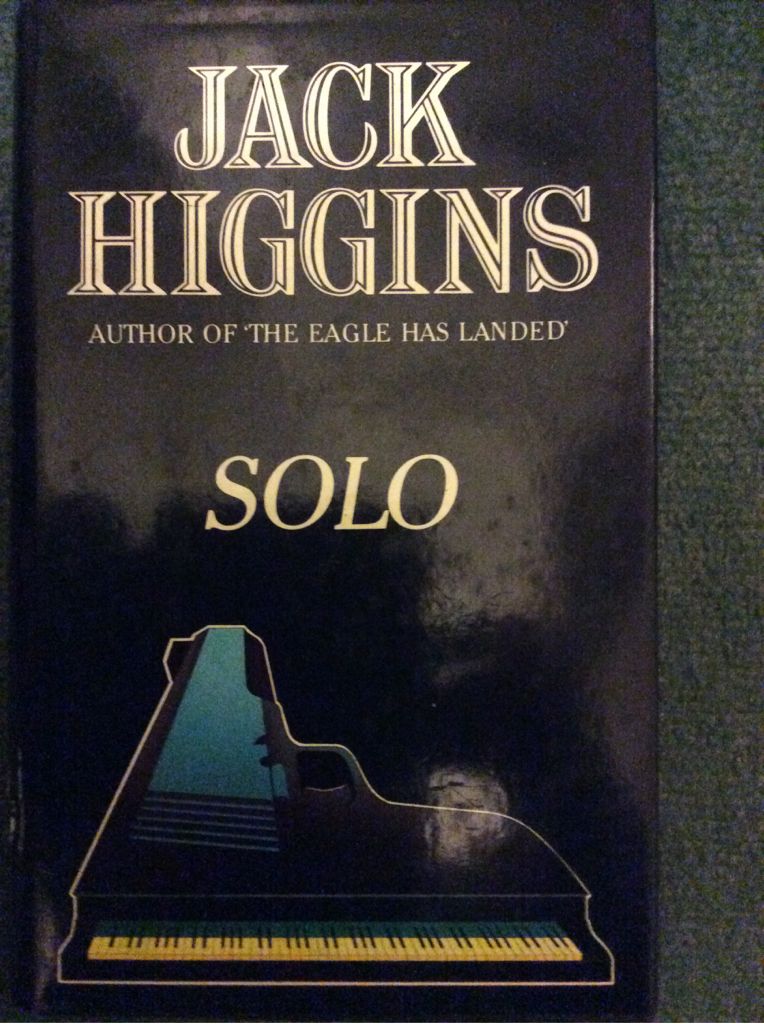 JACK
HIGGINS
AUTHOR OF 'THE EAGLE HAS LANDED'
SOLO